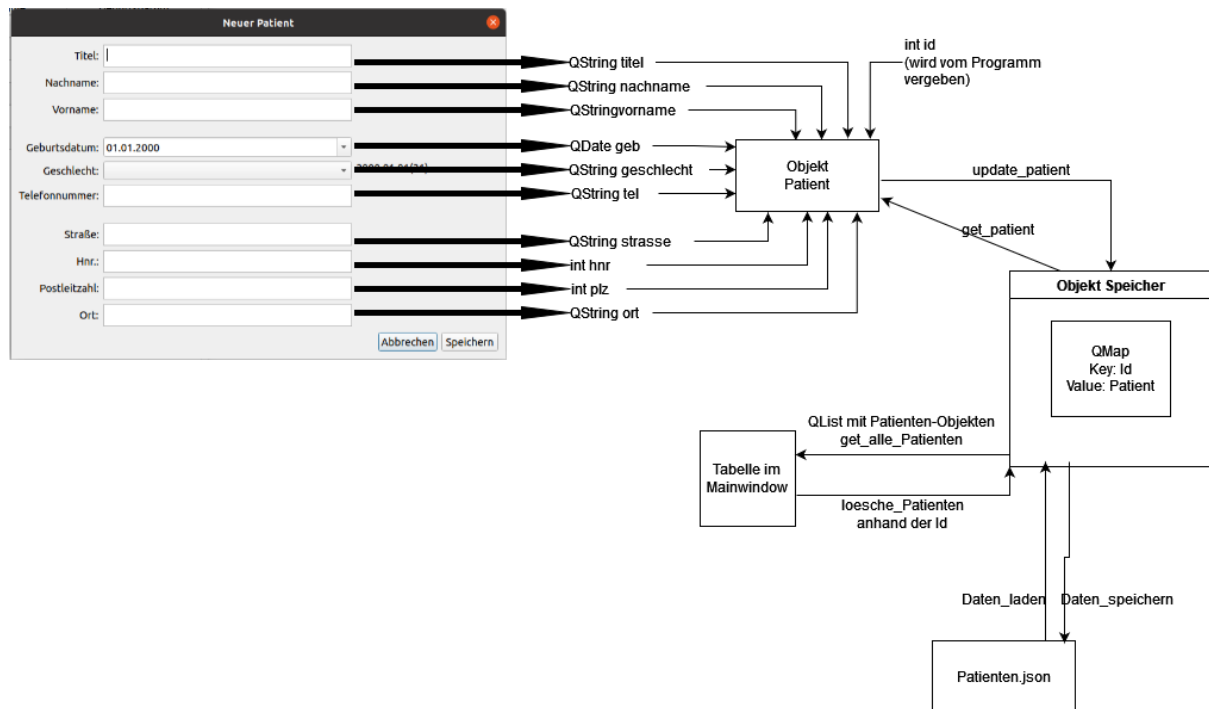 Neuer Patient
Titel:
Nachname:
Vorname:
Geburtsdatum: 01.01.2000
Geschlecht:
Telefonnummer:
Straße:
Hnr.:
Postleitzahl:
Ort:
Abbrechen Speichern
QString titel
QString nachname
QStringvorname
QDate geb
QString geschlecht
QString tel
QString strasse
int hnr
int plz
QString ort
int id
(wird vom Programm
vergeben)
Objekt
Patient
update_patient
get_patient
Objekt Speicher
QMap
Key: Id
Value: Patient
QList mit Patienten-Objekten
get_alle_Patienten
Tabelle im
Mainwindow
loesche_Patienten
anhand der Id
Daten_laden
Daten_speichern
Patienten.json